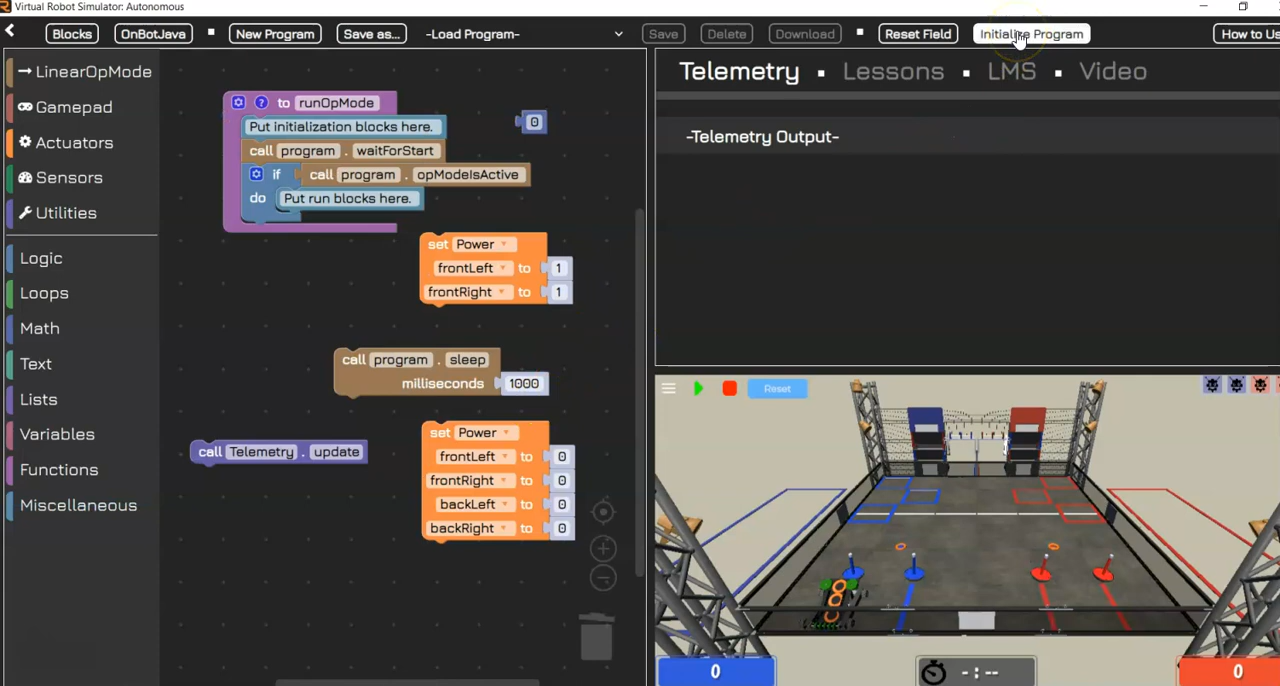 Virtual Robot Simulator: Autonomous
Blocks
OnBotJava
New Program
Save as...
-Load Program-
Save
Delete
Download
Reset Field
Initialize Program
How to Us
LinearOpMode
Gamepad
Actuators
Sensors
Utilities
Logic
Loops
Math
Text
Lists
Variables
Functions
Miscellaneous
? to runOpMode
Put initialization blocks here.
call program . waitForStart
if call program . opModeIsActive
do Put run blocks here.
0
set Power
frontLeft to 1
frontRight to 1
call program . sleep
milliseconds 1000
call Telemetry . update
set Power
frontLeft to 0
frontRight to 0
backLeft to 0
backRight to 0
Telemetry ▪ Lessons ▪ LMS ▪ Video
-Telemetry Output-
Reset
0
- : --
0